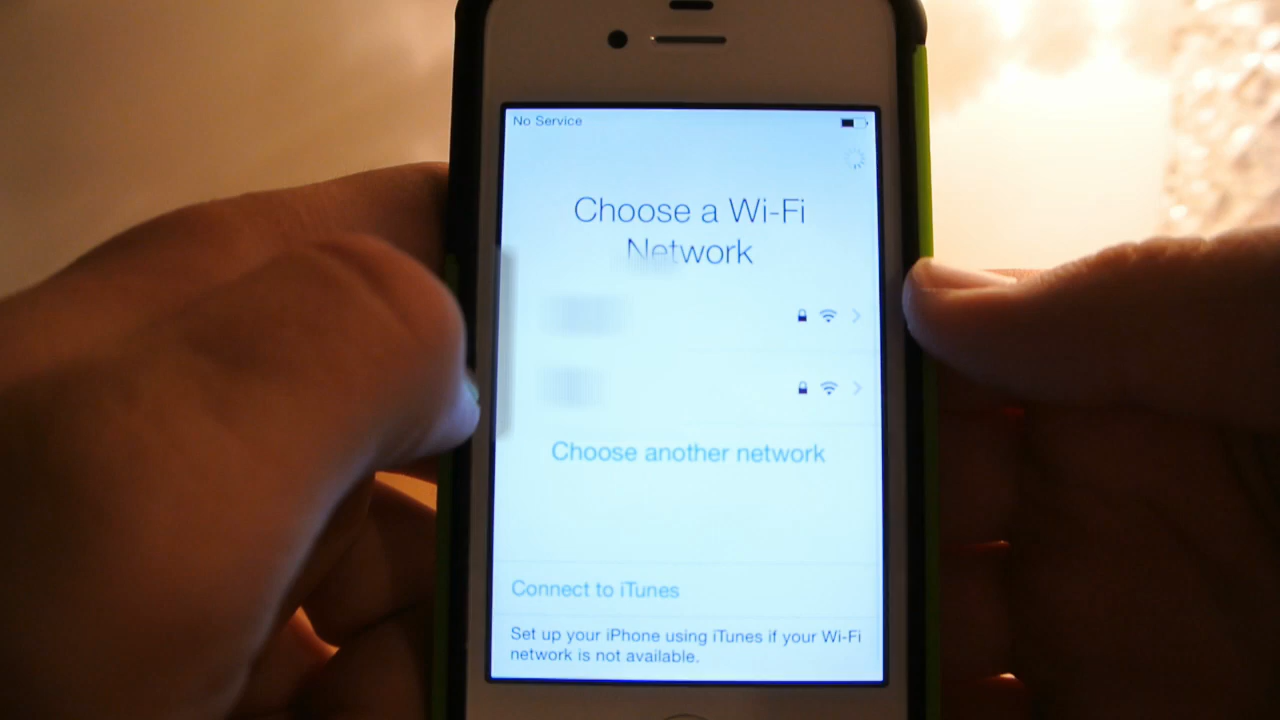 No Service
Choose a Wi-Fi
Network
Choose another network
Connect to iTunes
Set up your iPhone using iTunes if your Wi-Fi
network is not available.